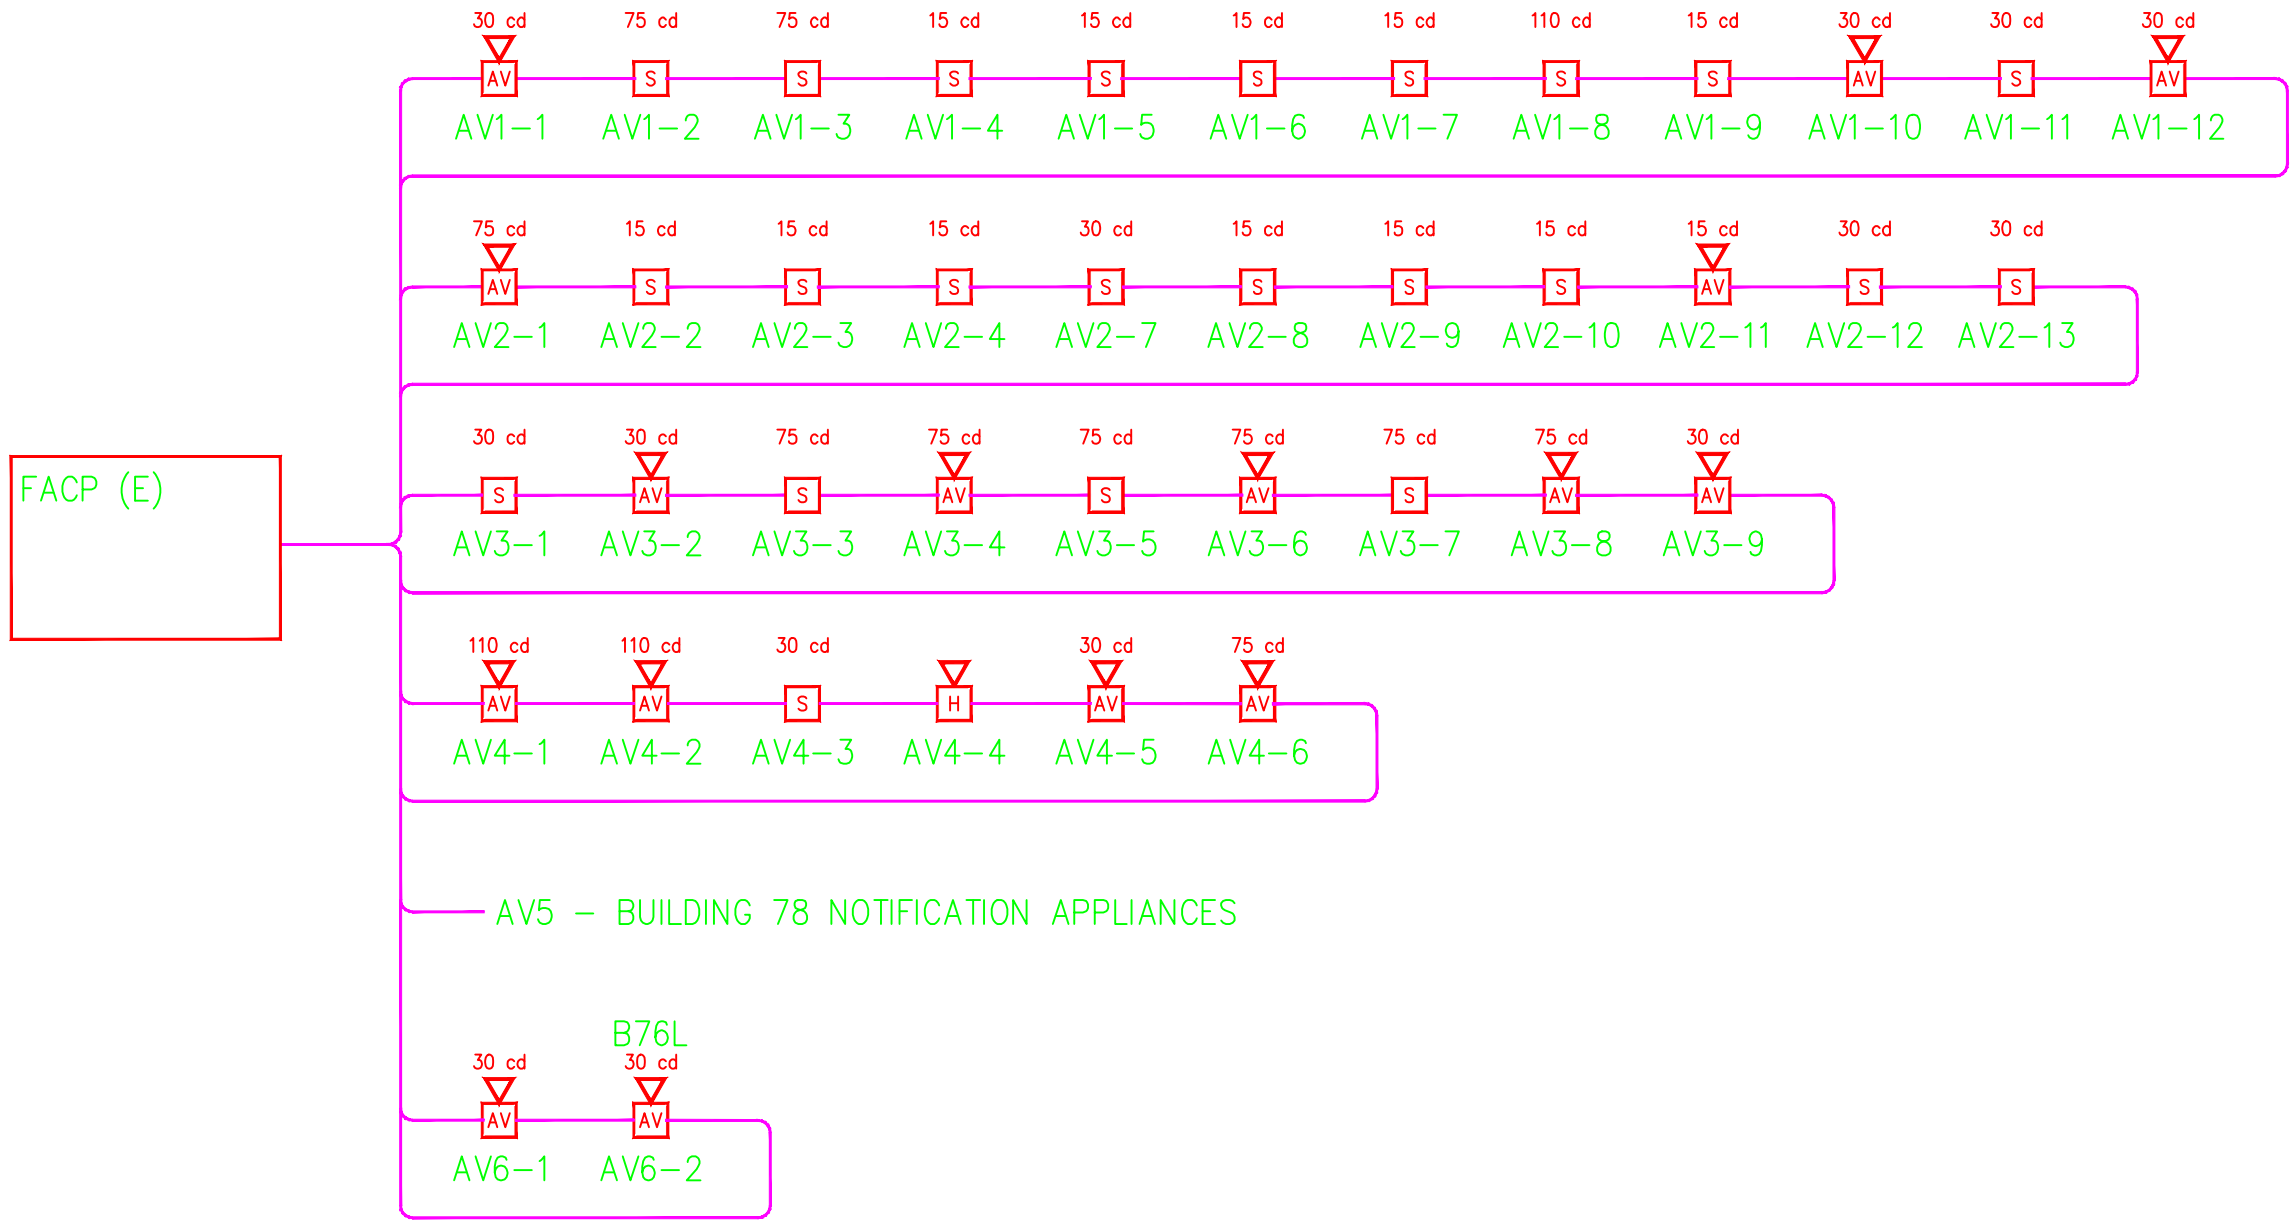 30 cd 75 cd 75 cd 15 cd 15 cd 15 cd 15 cd 110 cd 15 cd 30 cd 30 cd 30 cd
AV S S S S S S S S AV S AV
AV1-1 AV1-2 AV1-3 AV1-4 AV1-5 AV1-6 AV1-7 AV1-8 AV1-9 AV1-10 AV1-11 AV1-12
75 cd 15 cd 15 cd 15 cd 30 cd 15 cd 15 cd 15 cd 15 cd 30 cd 30 cd
AV S S S S S S S AV S S
AV2-1 AV2-2 AV2-3 AV2-4 AV2-7 AV2-8 AV2-9 AV2-10 AV2-11 AV2-12 AV2-13
30 cd 30 cd 75 cd 75 cd 75 cd 75 cd 75 cd 75 cd 30 cd
FACP (E)
S AV S AV S AV S AV AV
AV3-1 AV3-2 AV3-3 AV3-4 AV3-5 AV3-6 AV3-7 AV3-8 AV3-9
110 cd 110 cd 30 cd 30 cd 75 cd
AV AV S H AV AV
AV4-1 AV4-2 AV4-3 AV4-4 AV4-5 AV4-6
AV5 - BUILDING 78 NOTIFICATION APPLIANCES
B76L
30 cd 30 cd
AV AV
AV6-1 AV6-2